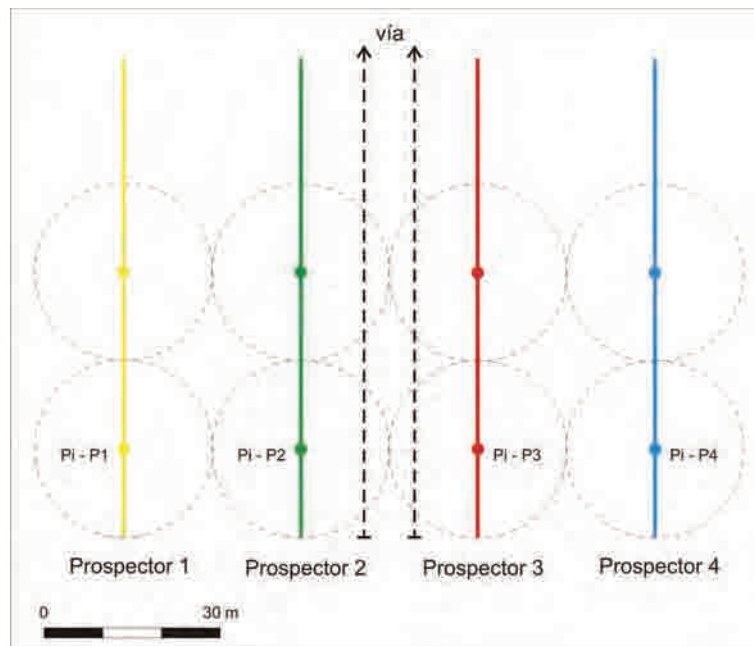 vía
Pi - P1
Pi - P2
Pi - P3
Pi - P4
Prospector 1
Prospector 2
Prospector 3
Prospector 4
0
30 m